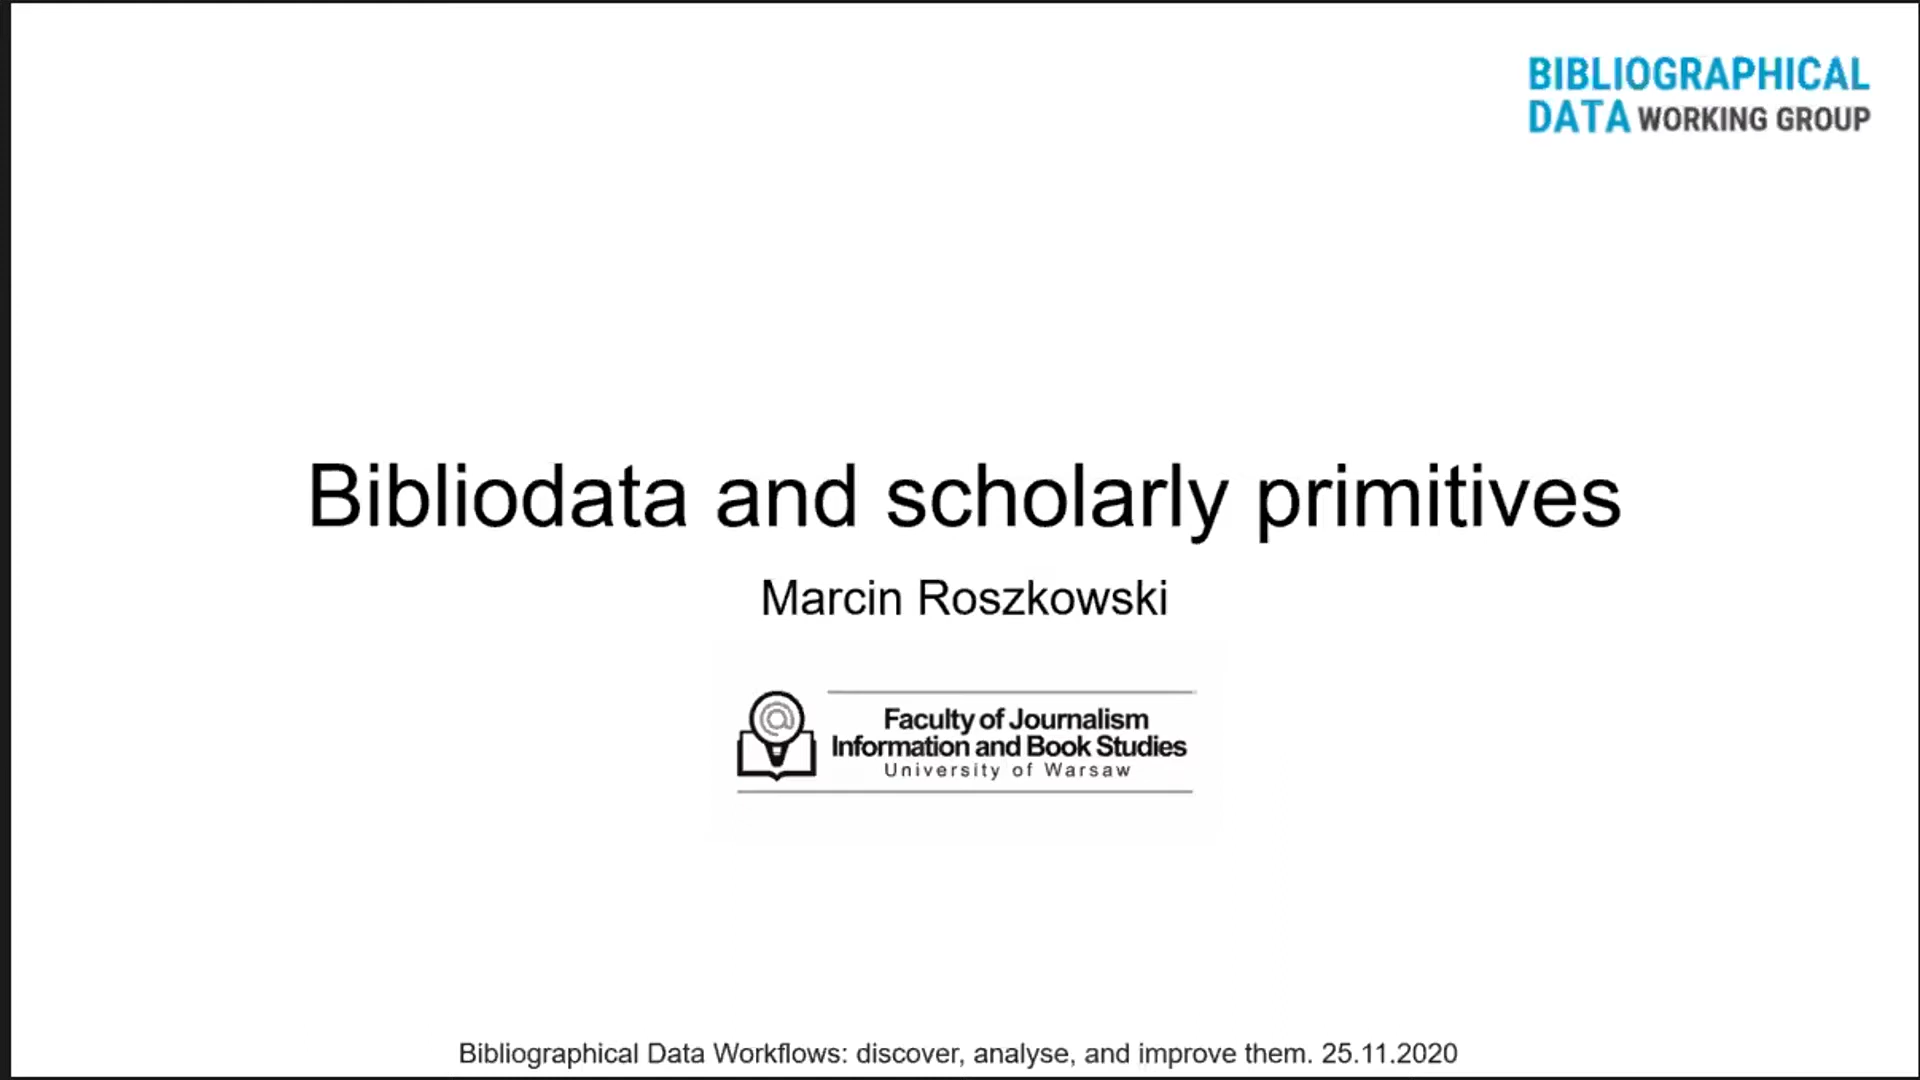 BIBLIOGRAPHICAL
DATA WORKING GROUP
Bibliodata and scholarly primitives
Marcin Roszkowski
Faculty of Journalism
Information and Book Studies
University of Warsaw
Bibliographical Data Workflows: discover, analyse, and improve them. 25.11.2020